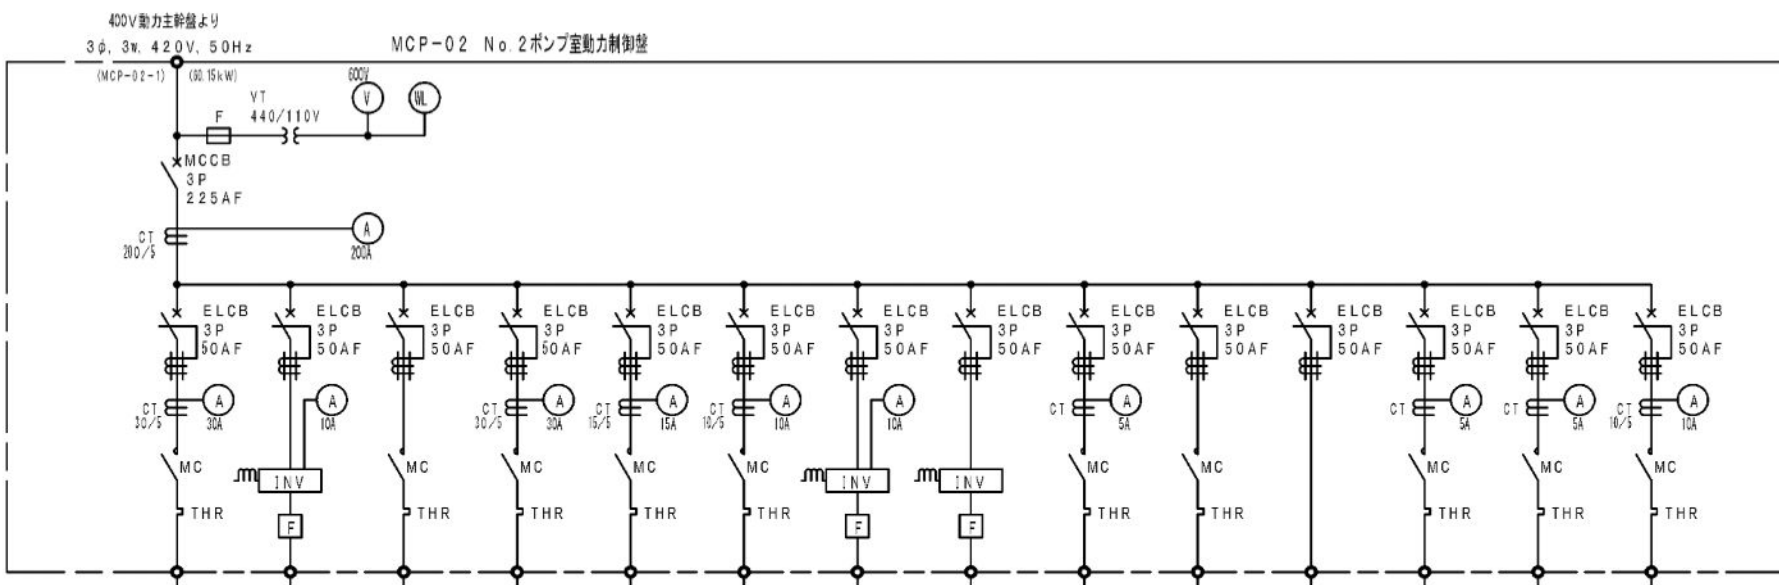 400V動力主幹盤より
3φ, 3w, 420V, 50Hz
MCP-02 No.2ポンプ室動力制御盤
(MCP-02-1) (60.15kW)
600V
VT
440/110V
F
V
WL
MCCB
3P
225AF
CT
200/5
A
200A
ELCB ELCB ELCB ELCB ELCB ELCB ELCB ELCB ELCB ELCB ELCB ELCB ELCB ELCB
3P 3P 3P 3P 3P 3P 3P 3P 3P 3P 3P 3P 3P 3P
50AF 50AF 50AF 50AF 50AF 50AF 50AF 50AF 50AF 50AF 50AF 50AF 50AF 50AF
A A A A A A A A A A
CT CT CT CT CT CT CT CT
30/5 30A 10A 30/5 30A 15/5 15A 10/5 10A 10A 5A 5A 5A 10/5 10A
MC MC MC MC MC MC MC MC MC MC
INV INV INV
THR THR THR THR THR THR THR THR THR THR
F F F